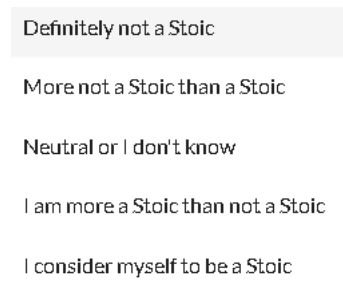 Definitely not a Stoic
More not a Stoic than a Stoic
Neutral or I don't know
I am more a Stoic than not a Stoic
I consider myself to be a Stoic